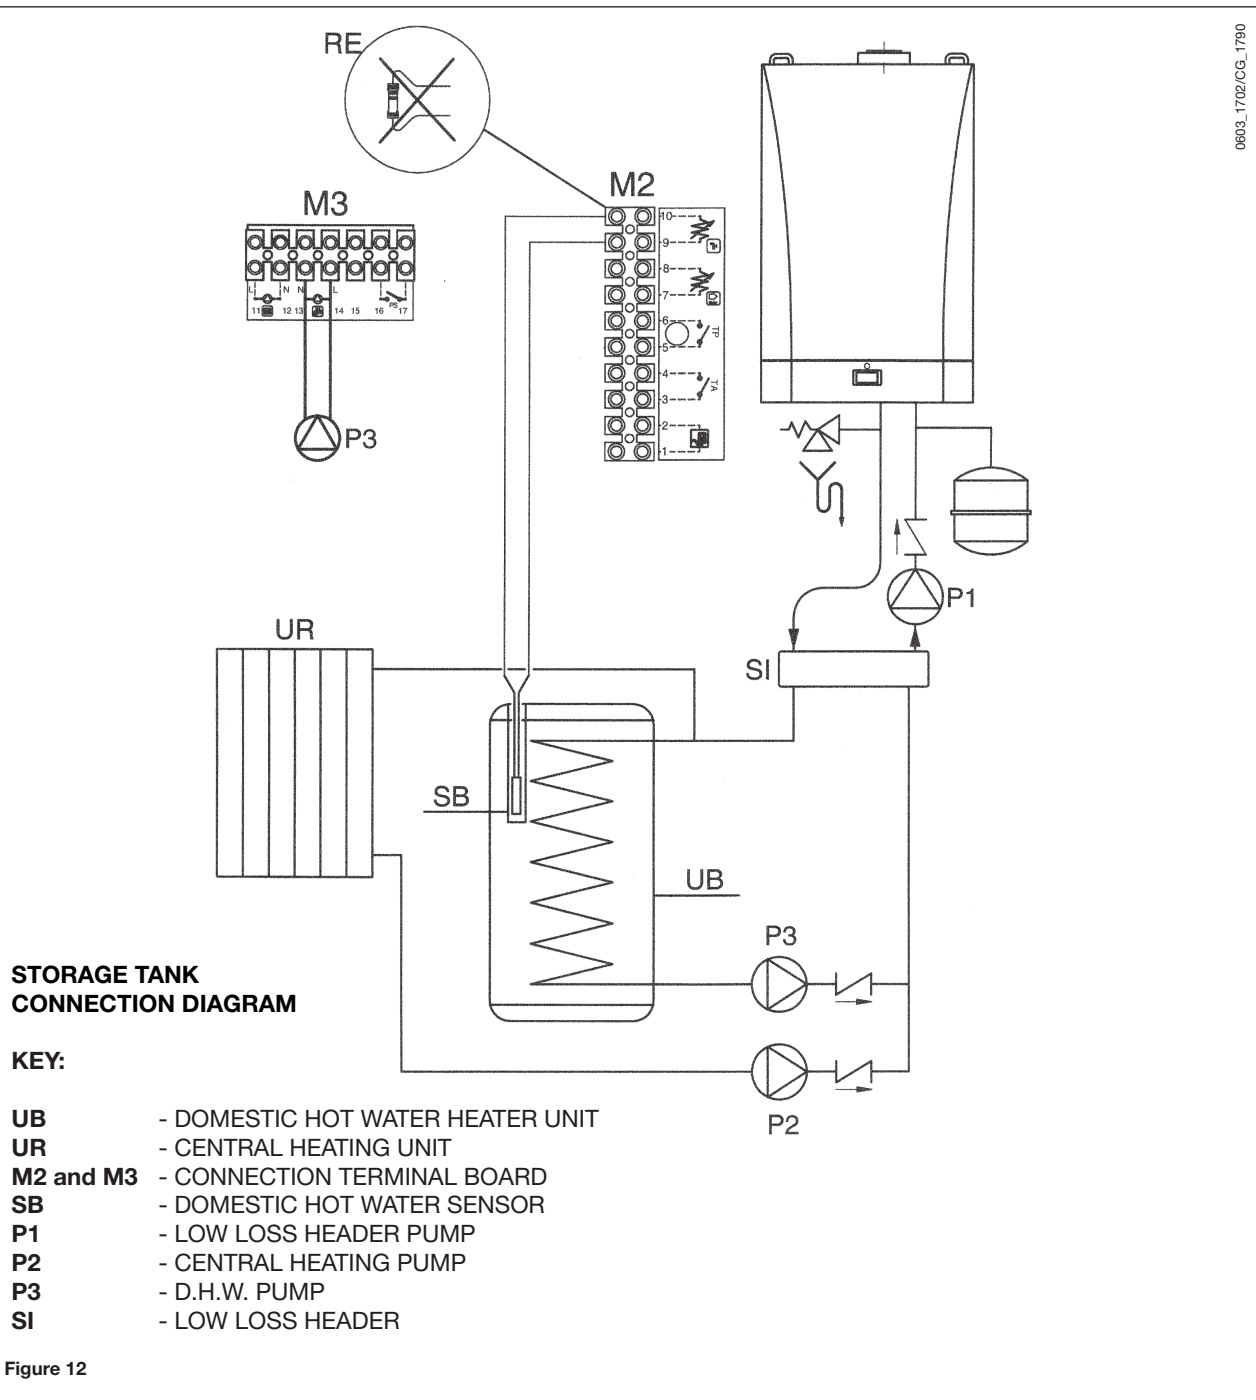 0603_1702/CG_1790
RE
M2
M3
10
9
8
7
6
5
4
3
2
1
TP
TA
L N N L
PS
11 12 13 14 15 16 17
P3
P1
SI
UR
SB
UB
P3
P2
STORAGE TANK
CONNECTION DIAGRAM
KEY:
UB - DOMESTIC HOT WATER HEATER UNIT
UR - CENTRAL HEATING UNIT
M2 and M3 - CONNECTION TERMINAL BOARD
SB - DOMESTIC HOT WATER SENSOR
P1 - LOW LOSS HEADER PUMP
P2 - CENTRAL HEATING PUMP
P3 - D.H.W. PUMP
SI - LOW LOSS HEADER
Figure 12